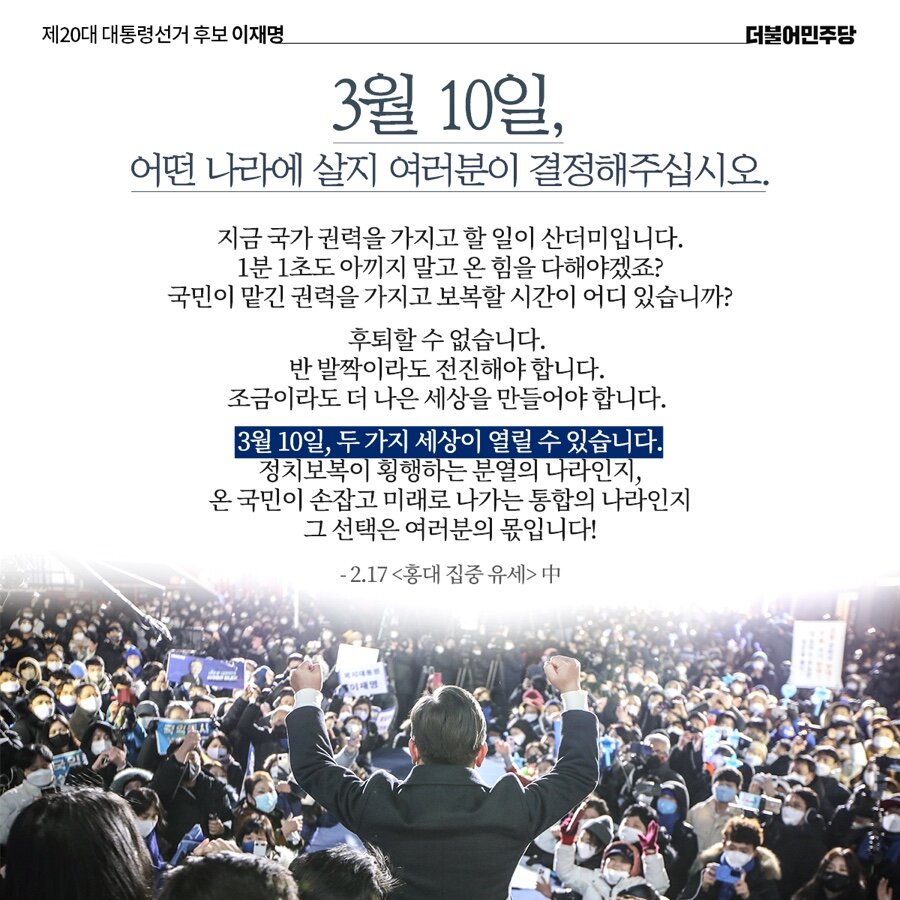 제20대 대통령선거 후보 이재명
더불어민주당
3월 10일,
어떤 나라에 살지 여러분이 결정해주십시오.
지금 국가 권력을 가지고 할 일이 산더미입니다.
1분 1초도 아끼지 말고 온 힘을 다해야겠죠?
국민이 맡긴 권력을 가지고 보복할 시간이 어디 있습니까?
후퇴할 수 없습니다.
반 발짝이라도 전진해야 합니다.
조금이라도 더 나은 세상을 만들어야 합니다.
3월 10일, 두 가지 세상이 열릴 수 있습니다.
정치보복이 횡행하는 분열의 나라인지,
온 국민이 손잡고 미래로 나가는 통합의 나라인지
그 선택은 여러분의 몫입니다!
- 2.17 <홍대 집중 유세> 中
복지대통령
이재명